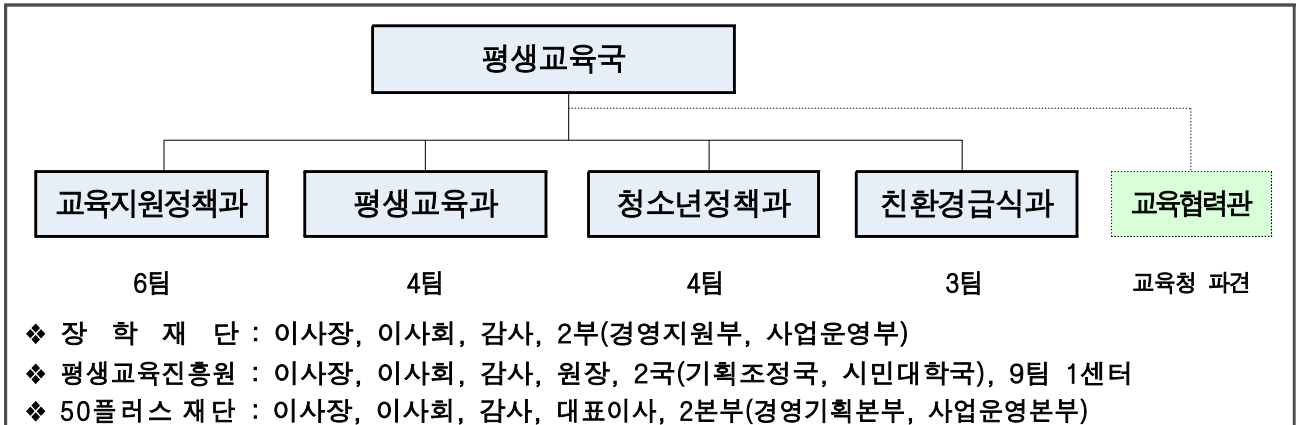 평생교육국
교육지원정책과 평생교육과 청소년정책과 친환경급식과 교육협력관
6팀 4팀 4팀 3팀 교육청 파견
❖ 장 학 재 단 : 이사장, 이사회, 감사, 2부(경영지원부, 사업운영부)
❖ 평생교육진흥원 : 이사장, 이사회, 감사, 원장, 2국(기획조정국, 시민대학국), 9팀 1센터
❖ 50플러스 재단 : 이사장, 이사회, 감사, 대표이사, 2본부(경영기획본부, 사업운영본부)